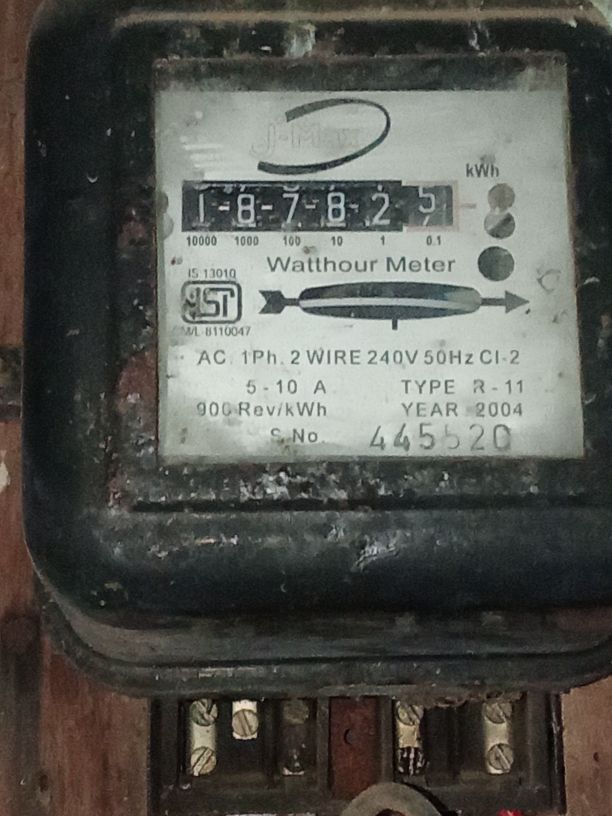 kWh
1-8-7-8-2 5
10000 1000 100 10 1 0.1
Watthour Meter
IS 13010
ISI
M/L-8110047
AC. 1Ph. 2 WIRE 240V 50Hz Cl-2
5-10 A TYPE R-11
900 Rev/kWh YEAR 2004
S.No. 445520